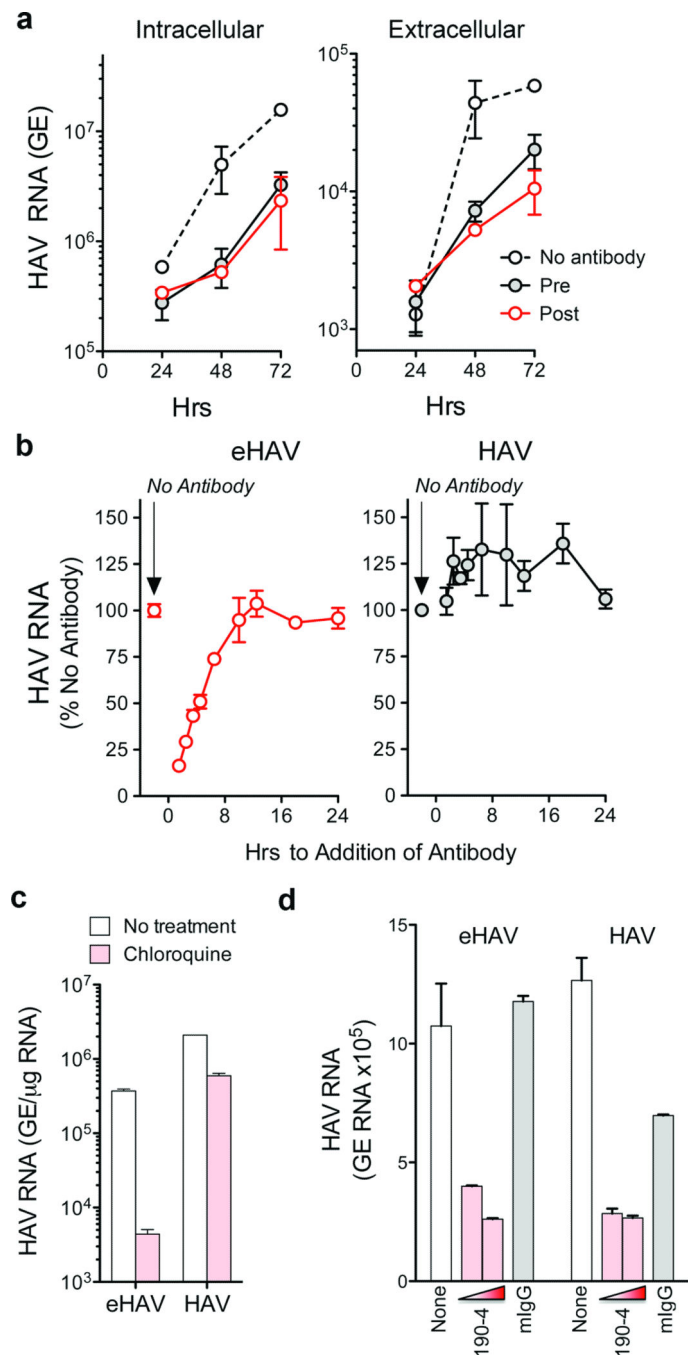 a
Intracellular
Extracellular
HAV RNA (GE)
10^7
10^6
10^5
10^5
10^4
10^3
No antibody
Pre
Post
0 24 48 72
0 24 48 72
Hrs
Hrs
b
eHAV
HAV
No Antibody
No Antibody
HAV RNA
(% No Antibody)
150
125
100
75
50
25
0
150
125
100
75
50
25
0
0 8 16 24
0 8 16 24
Hrs to Addition of Antibody
c
No treatment
Chloroquine
HAV RNA (GE/µg RNA)
10^7
10^6
10^5
10^4
10^3
eHAV HAV
d
eHAV HAV
HAV RNA
(GE RNA x10^5)
15
10
5
0
None
190-4
mIgG
None
190-4
mIgG